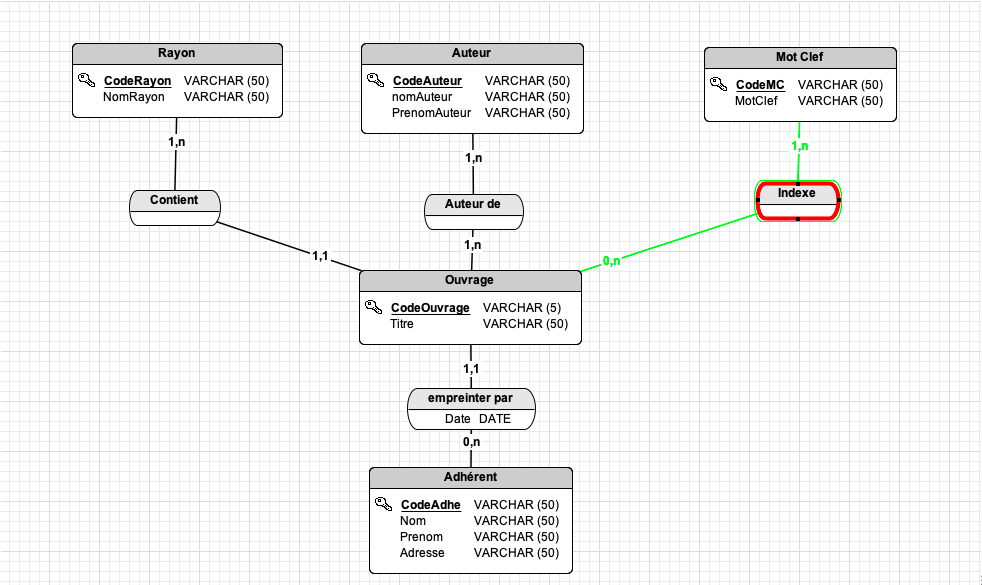 Rayon
CodeRayon VARCHAR (50)
NomRayon VARCHAR (50)
Auteur
CodeAuteur VARCHAR (50)
nomAuteur VARCHAR (50)
PrenomAuteur VARCHAR (50)
Mot Clef
CodeMC VARCHAR (50)
MotClef VARCHAR (50)
1,n
1,n
1,n
Contient
Auteur de
Indexe
1,1
1,n
0,n
Ouvrage
CodeOuvrage VARCHAR (5)
Titre VARCHAR (50)
1,1
empreinter par
Date DATE
0,n
Adhérent
CodeAdhe VARCHAR (50)
Nom VARCHAR (50)
Prenom VARCHAR (50)
Adresse VARCHAR (50)